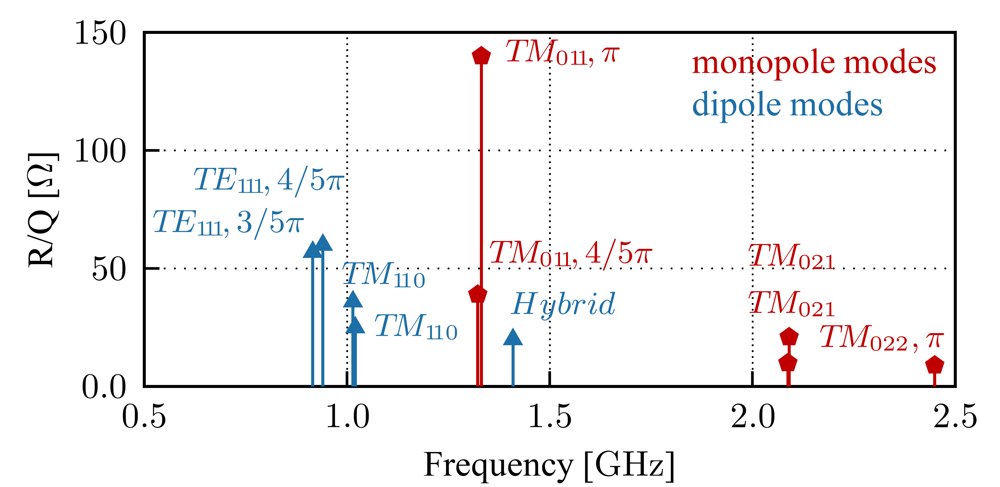 150
100
50
0.0
R/Q [Ω]
TM₀₁₁, π
monopole modes
dipole modes
TE₁₁₁, 4/5π
TE₁₁₁, 3/5π
TM₁₁₀
TM₁₁₀
TM₀₁₁, 4/5π
Hybrid
TM₀₂₁
TM₀₂₁
TM₀₂₂, π
0.5 1.0 1.5 2.0 2.5
Frequency [GHz]